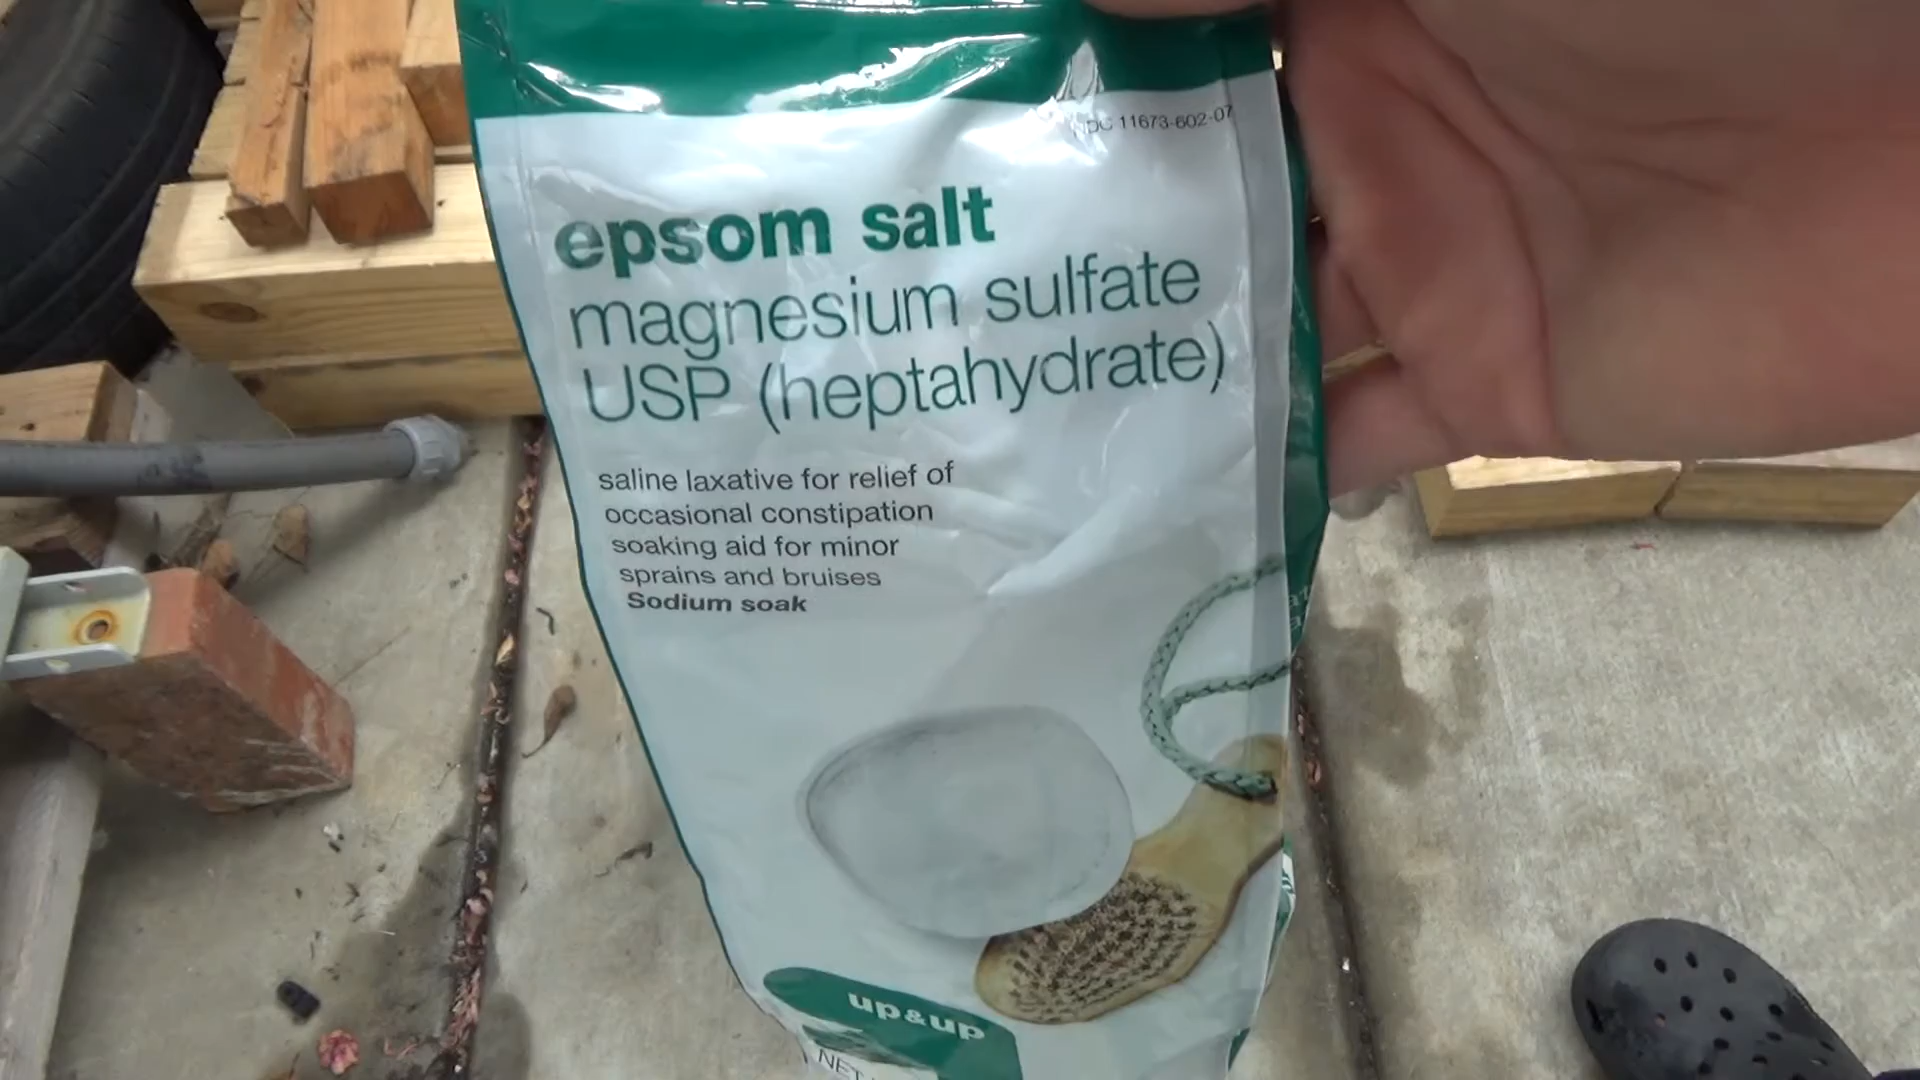 NDC 11673-602-07
epsom salt
magnesium sulfate
USP (heptahydrate)
saline laxative for relief of
occasional constipation
soaking aid for minor
sprains and bruises
Sodium soak
up&up
NET